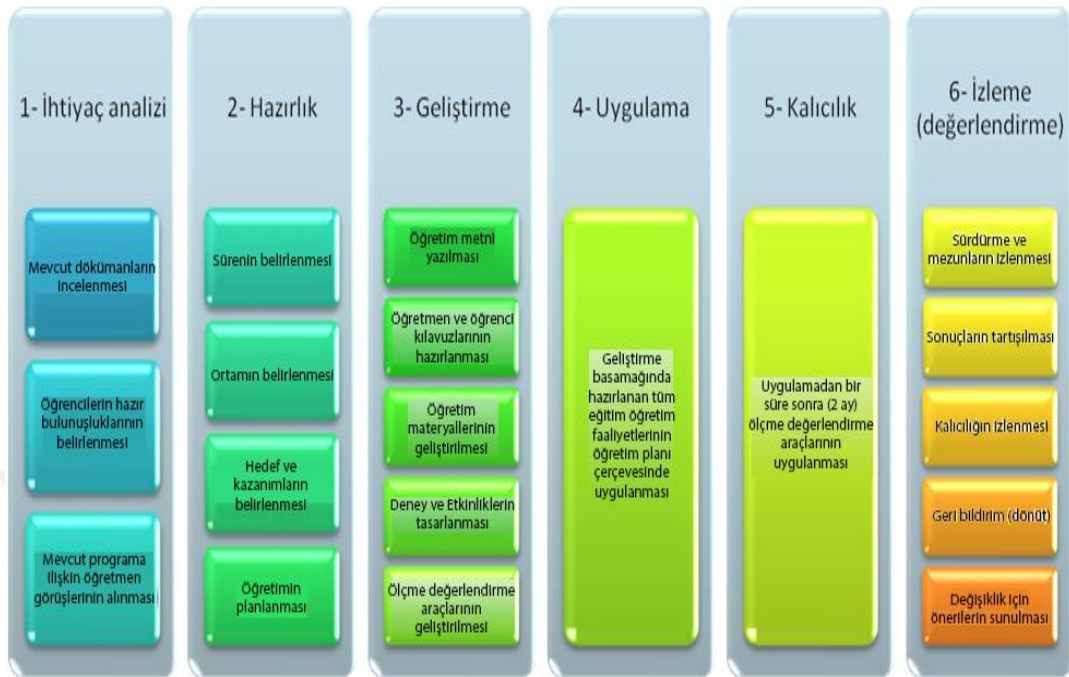 1- İhtiyaç analizi
Mevcut dökümanların
incelenmesi
Öğrencilerin hazır
bulunuşluklarının
belirlenmesi
Mevcut programa
ilişkin öğretmen
görüşlerinin alınması
2- Hazırlık
Sürenin belirlenmesi
Ortamın belirlenmesi
Hedef ve
kazanımların
belirlenmesi
Öğretimin
planlanması
3- Geliştirme
Öğretim metni
yazılması
Öğretmen ve öğrenci
kılavuzlarının
hazırlanması
Öğretim
materyallerinin
geliştirilmesi
Deney ve Etkinliklerin
tasarlanması
Ölçme değerlendirme
araçlarının
geliştirilmesi
4- Uygulama
Geliştirme
basamağında
hazırlanan tüm
eğitim öğretim
faaliyetlerinin
öğretim planı
çerçevesinde
uygulanması
5- Kalıcılık
Uygulamadan bir
süre sonra (2 ay)
ölçme değerlendirme
araçlarının
uygulanması
6- İzleme
(değerlendirme)
Sürdürme ve
mezunların izlenmesi
Sonuçların tartışılması
Kalıcılığın izlenmesi
Geri bildirim (dönüt)
Değişiklik için
önerilerin sunulması